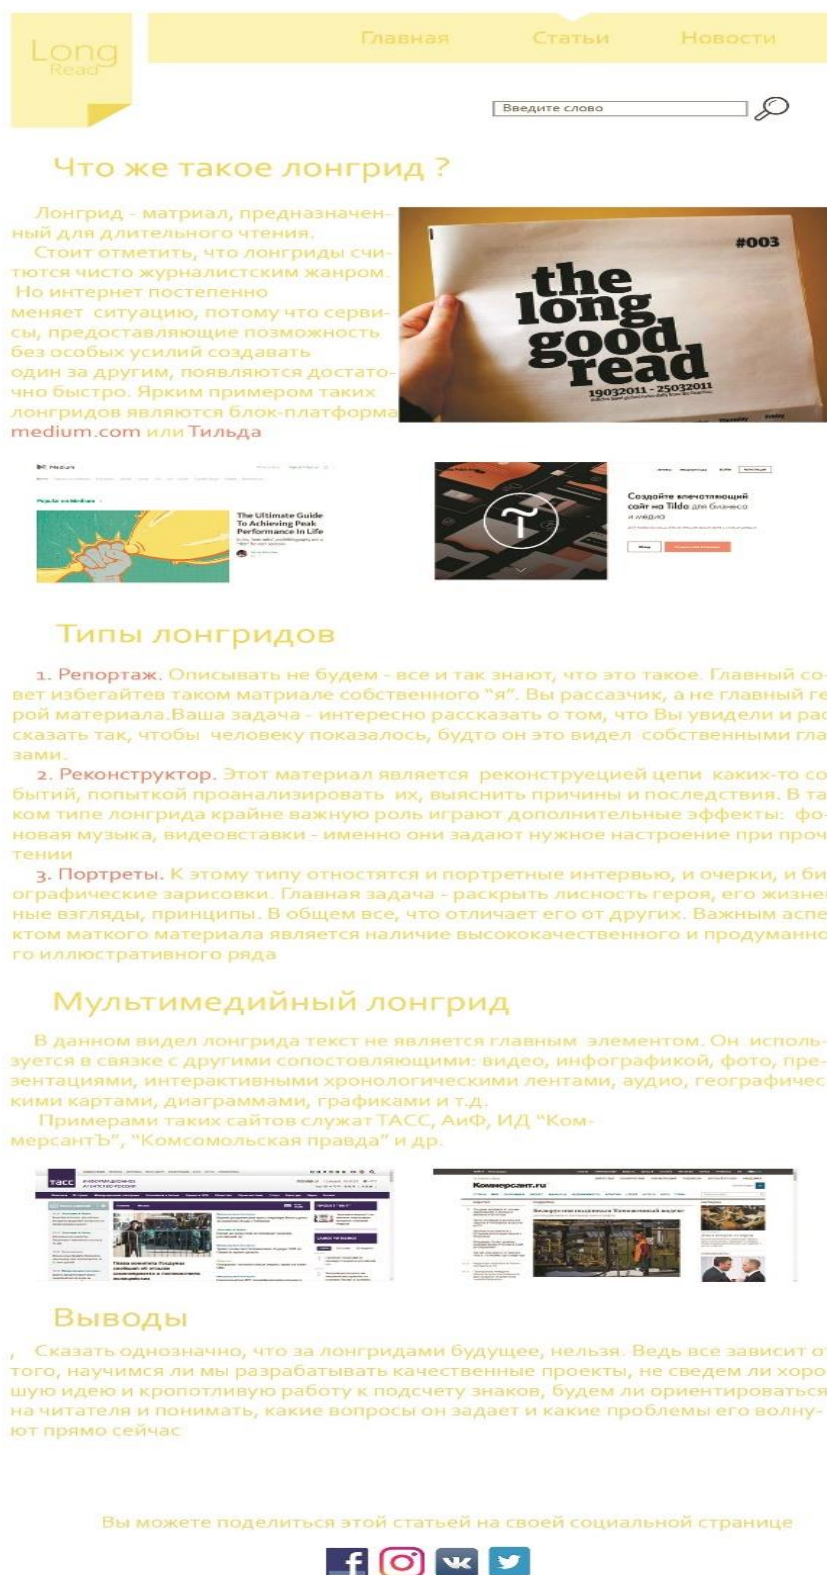 Long
Read
Главная Статьи Новости
Введите слово
Что же такое лонгрид ?
Лонгрид - матриал, предназначен-
ный для длительного чтения.
Стоит отметить, что лонгриды счи-
тются чисто журналистским жанром.
Но интернет постепенно
меняет ситуацию, потому что серви-
сы, предоставляющие позможность
без особых усилий создавать
один за другим, появляются достато-
чно быстро. Ярким примером таких
лонгридов являются блок-платформа
medium.com или Тильда
#003
the
long
good
read
19032011 - 25032011
Medium
Popular on Medium
The Ultimate Guide
To Achieving Peak
Performance In Life
Создайте впечатляющий
сайт на Tilda для бизнеса
и медиа
Типы лонгридов
1. Репортаж. Описывать не будем - все и так знают, что это такое. Главный со-
вет избегайтев таком матриале собственного “я”. Вы рассазчик, а не главный ге
рой материала.Ваша задача - интересно рассказать о том, что Вы увидели и рас
сказать так, чтобы человеку показалось, будто он это видел собственными гла
зами.
2. Реконструктор. Этот материал является реконструецией цепи каких-то со
бытий, попыткой проанализировать их, выяснить причины и последствия. В та
ком типе лонгрида крайне важную роль играют дополнительные эффекты: фо-
новая музыка, видеовставки - именно они задают нужное настроение при проч
тении
3. Портреты. К этому типу отностятся и портретные интервью, и очерки, и би
ографические зарисовки. Главная задача - раскрыть лисность героя, его жизнен
ные взгляды, принципы. В общем все, что отличает его от других. Важным аспе
ктом маткого материала является наличие высококачественного и продуманно
го иллюстративного ряда
Мультимедийный лонгрид
В данном видел лонгрида текст не является главным элементом. Он исполь-
зуется в связке с другими сопостовляющими: видео, инфографикой, фото, пре-
зентациями, интерактивными хронологическими лентами, аудио, географичес
кими картами, диаграммами, графиками и т.д.
Примерами таких сайтов служат ТАСС, АиФ, ИД “Ком-
мерсантЪ”, “Комсомольская правда” и др.
ТАСС ИНФОРМАЦИОННОЕ
АГЕНТСТВО РОССИИ
Коммерсант.ru
Выводы
, Сказать однозначно, что за лонгридами будущее, нельзя. Ведь все зависит от
того, научимся ли мы разрабатывать качественные проекты, не сведем ли хоро
шую идею и кропотливую работу к подсчету знаков, будем ли ориентироваться
на читателя и понимать, какие вопросы он задает и какие проблемы его волну-
ют прямо сейчас
Вы можете поделиться этой статьей на своей социальной странице